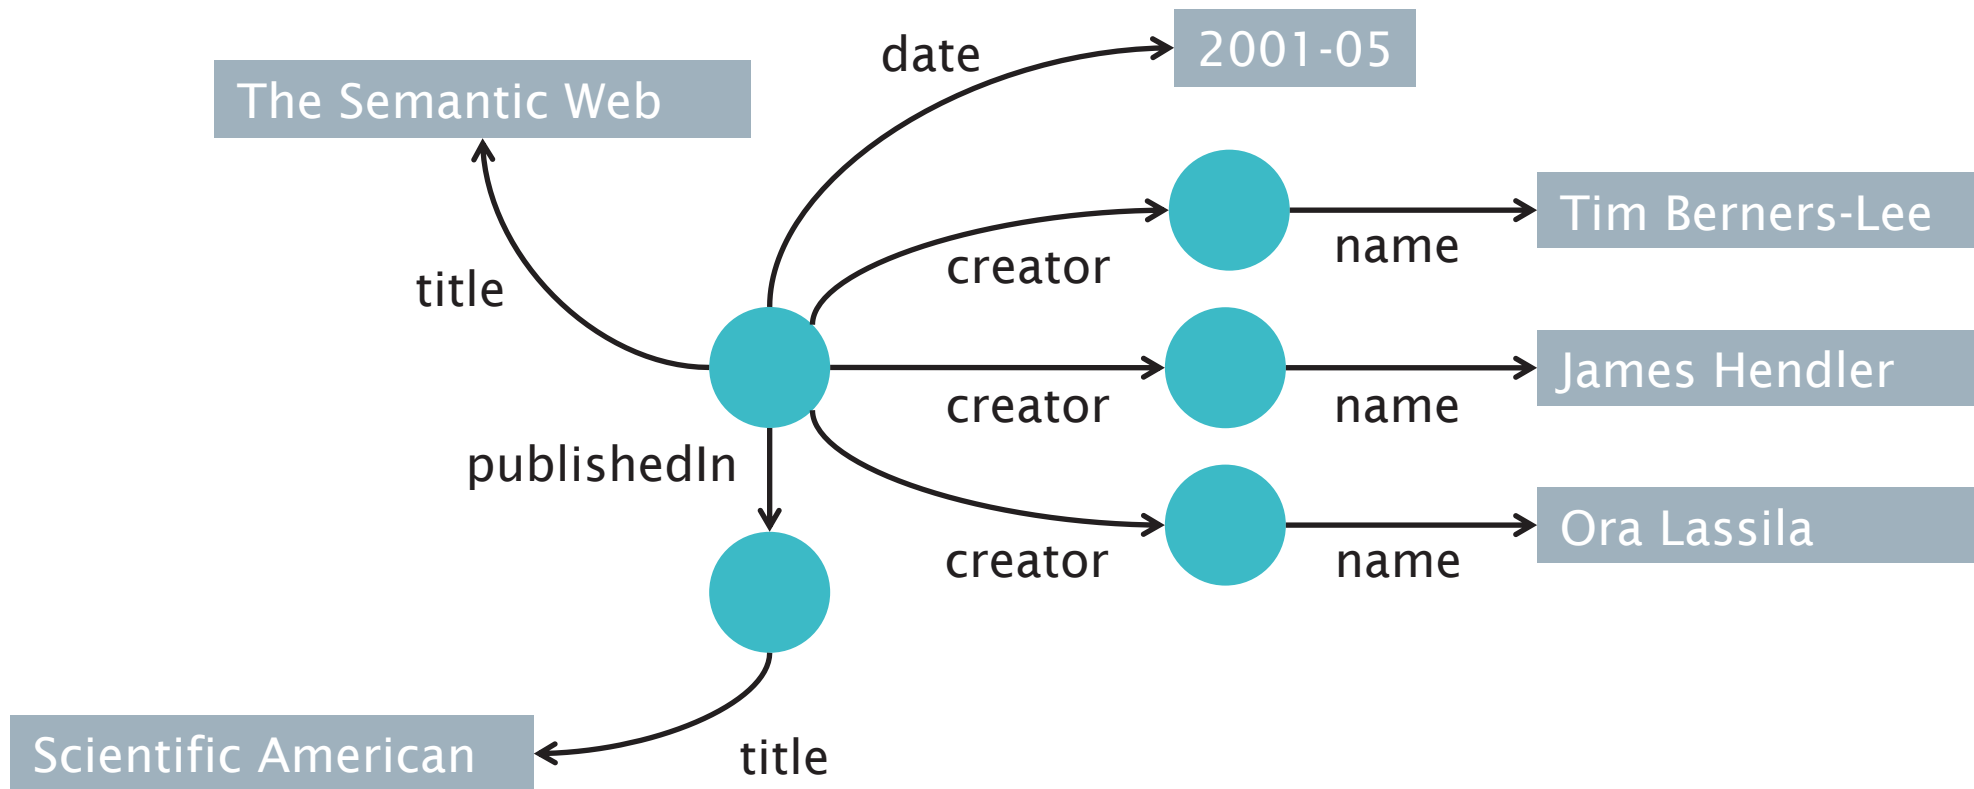 date
2001-05
The Semantic Web
Tim Berners-Lee
name
creator
title
James Hendler
creator
name
publishedIn
Ora Lassila
creator
name
Scientific American
title